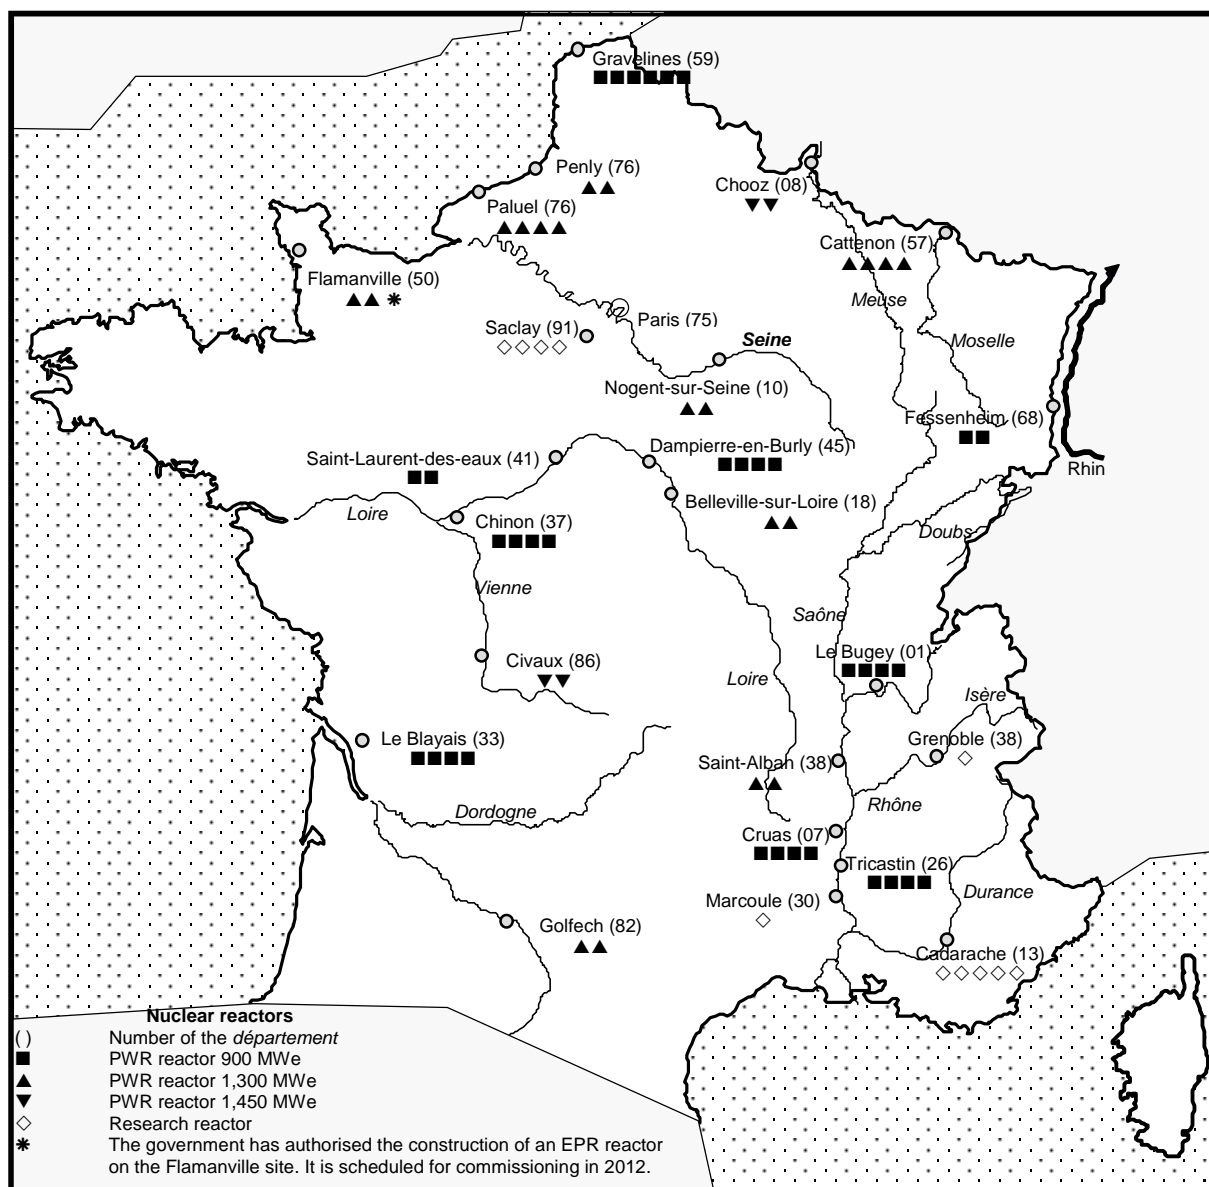 Gravelines (59)
Penly (76)
Chooz (08)
Paluel (76)
Cattenon (57)
Flamanville (50)
Meuse
Paris (75)
Saclay (91)
Seine
Moselle
Nogent-sur-Seine (10)
Fessenheim (68)
Dampierre-en-Burly (45)
Saint-Laurent-des-eaux (41)
Rhin
Belleville-sur-Loire (18)
Loire
Chinon (37)
Doubs
Vienne
Saône
Le Bugey (01)
Civaux (86)
Loire
Isère
Le Blayais (33)
Grenoble (38)
Saint-Alban (38)
Rhône
Dordogne
Cruas (07)
Tricastin (26)
Durance
Marcoule (30)
Golfech (82)
Cadarache (13)
Nuclear reactors
( ) Number of the département
PWR reactor 900 MWe
PWR reactor 1,300 MWe
PWR reactor 1,450 MWe
Research reactor
The government has authorised the construction of an EPR reactor
on the Flamanville site. It is scheduled for commissioning in 2012.